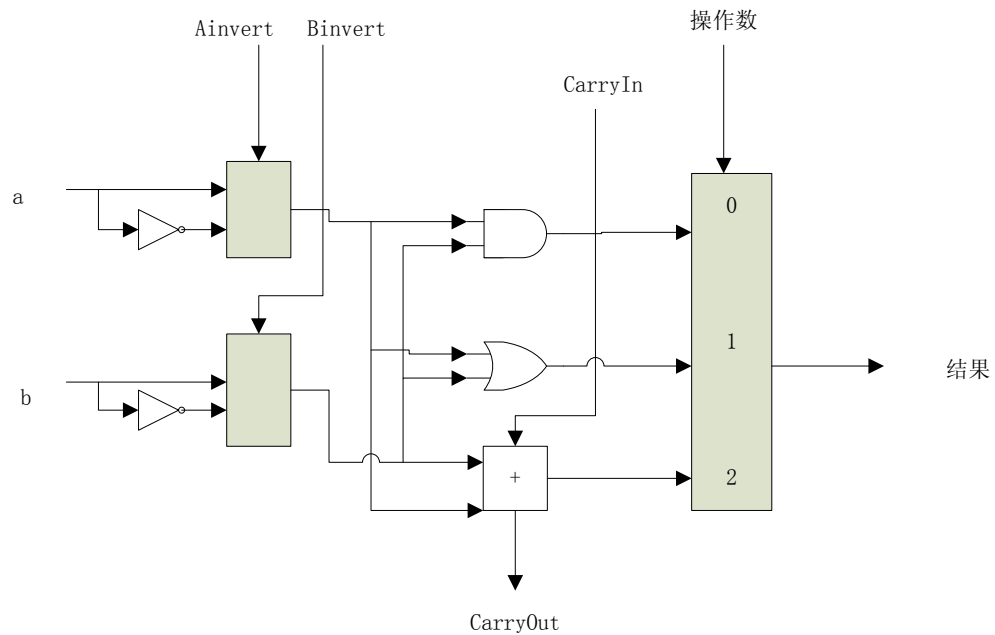 Ainvert
Binvert
操作数
CarryIn
a
0
1
结果
b
+
2
CarryOut